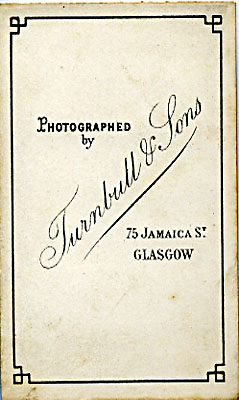 PHOTOGRAPHED
by
Turnbull & Sons
75 JAMAICA ST
GLASGOW